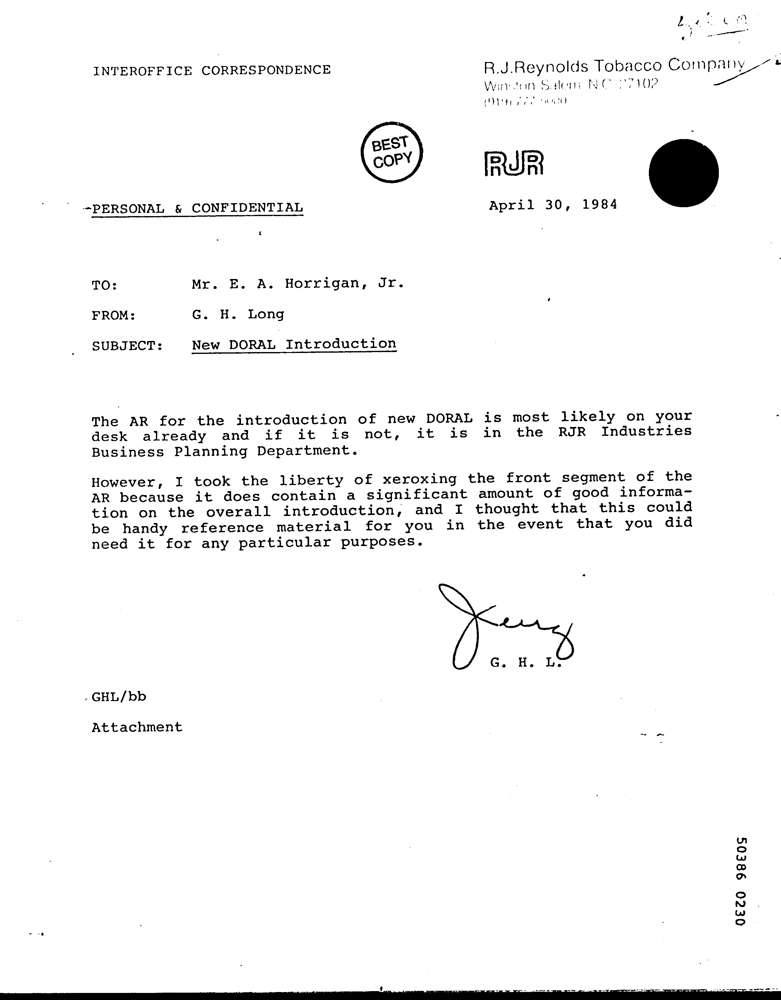 INTEROFFICE CORRESPONDENCE
R.J.Reynolds Tobacco Company
Winston Salem N C 27102
BEST
COPY
RJR
PERSONAL & CONFIDENTIAL
April 30, 1984
TO: Mr. E. A. Horrigan, Jr.
FROM: G. H. Long
SUBJECT: New DORAL Introduction
The AR for the introduction of new DORAL is most likely on your
desk already and if it is not, it is in the RJR Industries
Business Planning Department.
However, I took the liberty of xeroxing the front segment of the
AR because it does contain a significant amount of good informa-
tion on the overall introduction, and I thought that this could
be handy reference material for you in the event that you did
need it for any particular purposes.
Jerry
G. H. L.
GHL/bb
Attachment
50386 0230